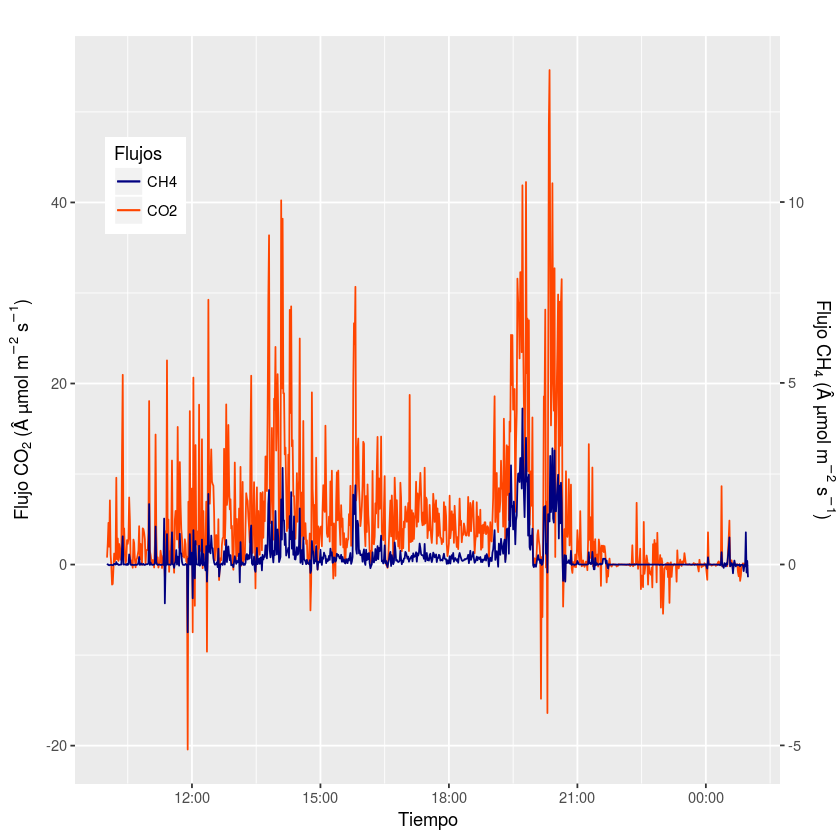 Flujos
CH4
CO2
Flujo CO₂ (Â µmol m⁻² s⁻¹)
40
20
0
-20
Flujo CH₄ (Â µmol m⁻² s⁻¹)
10
5
0
-5
12:00 15:00 18:00 21:00 00:00
Tiempo